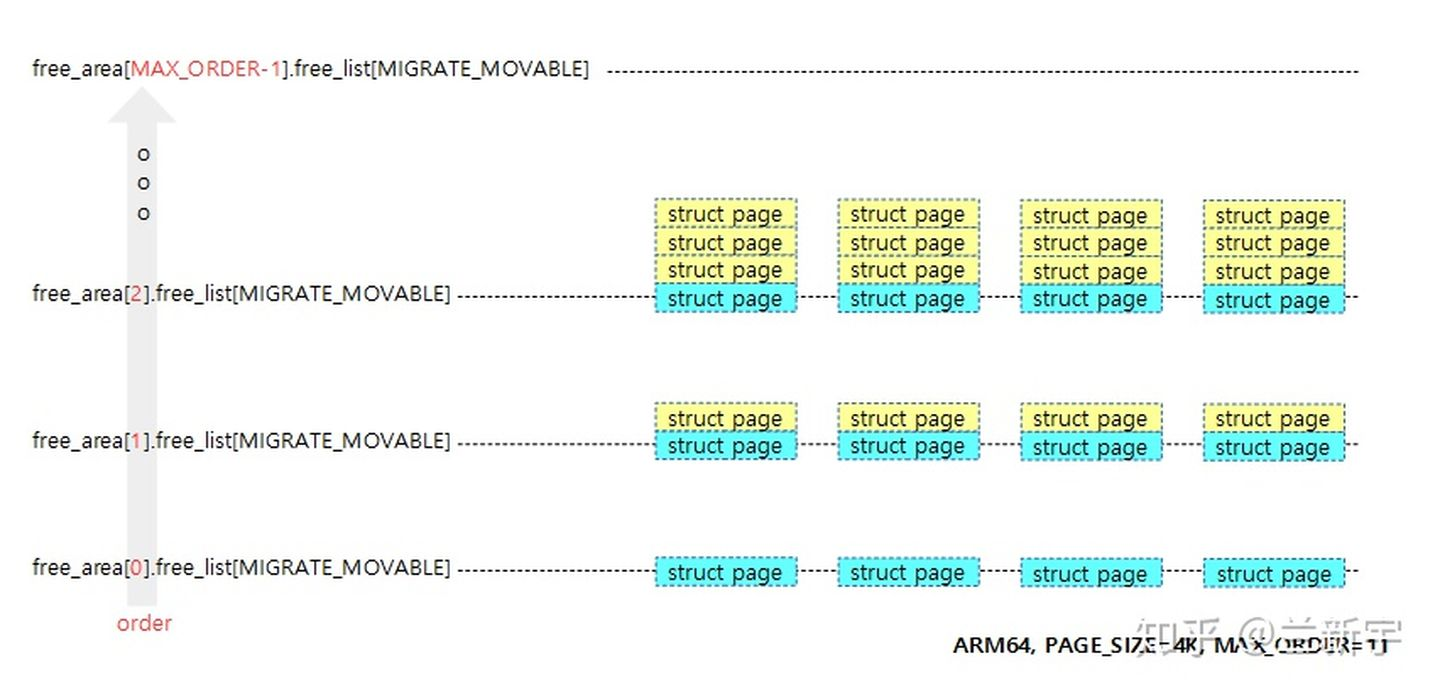 free_area[MAX_ORDER-1].free_list[MIGRATE_MOVABLE]
o
o
o
struct page struct page struct page struct page
struct page struct page struct page struct page
struct page struct page struct page struct page
free_area[2].free_list[MIGRATE_MOVABLE] struct page struct page struct page struct page
struct page struct page struct page struct page
free_area[1].free_list[MIGRATE_MOVABLE] struct page struct page struct page struct page
free_area[0].free_list[MIGRATE_MOVABLE] struct page struct page struct page struct page
order
ARM64, PAGE_SIZE=4K, MAX_ORDER=11
知乎 @兰新宇